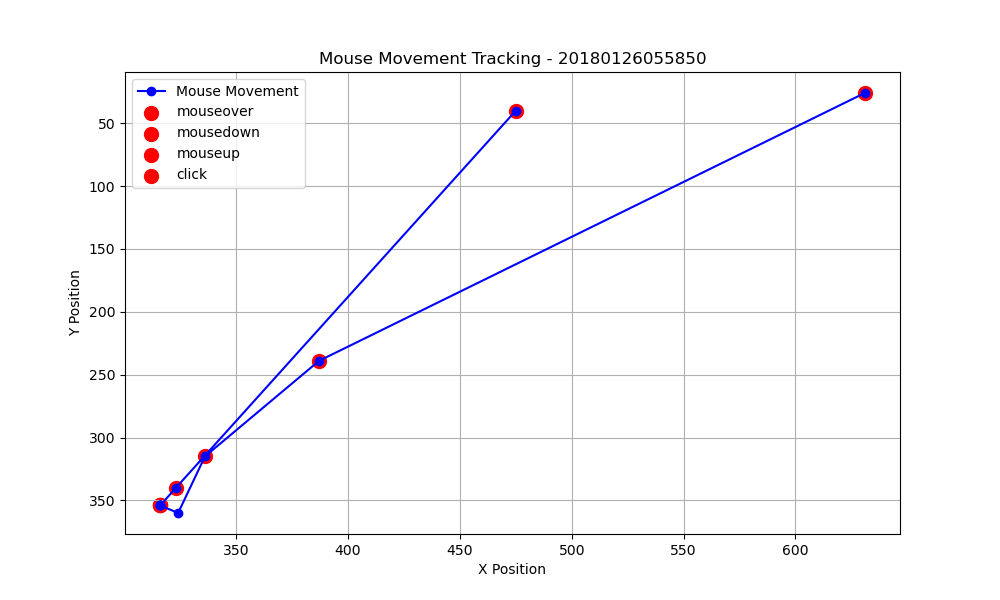 Mouse Movement Tracking - 20180126055850
Mouse Movement
mouseover
mousedown
mouseup
click
50
100
150
200
250
300
350
Y Position
350
400
450
500
550
600
X Position